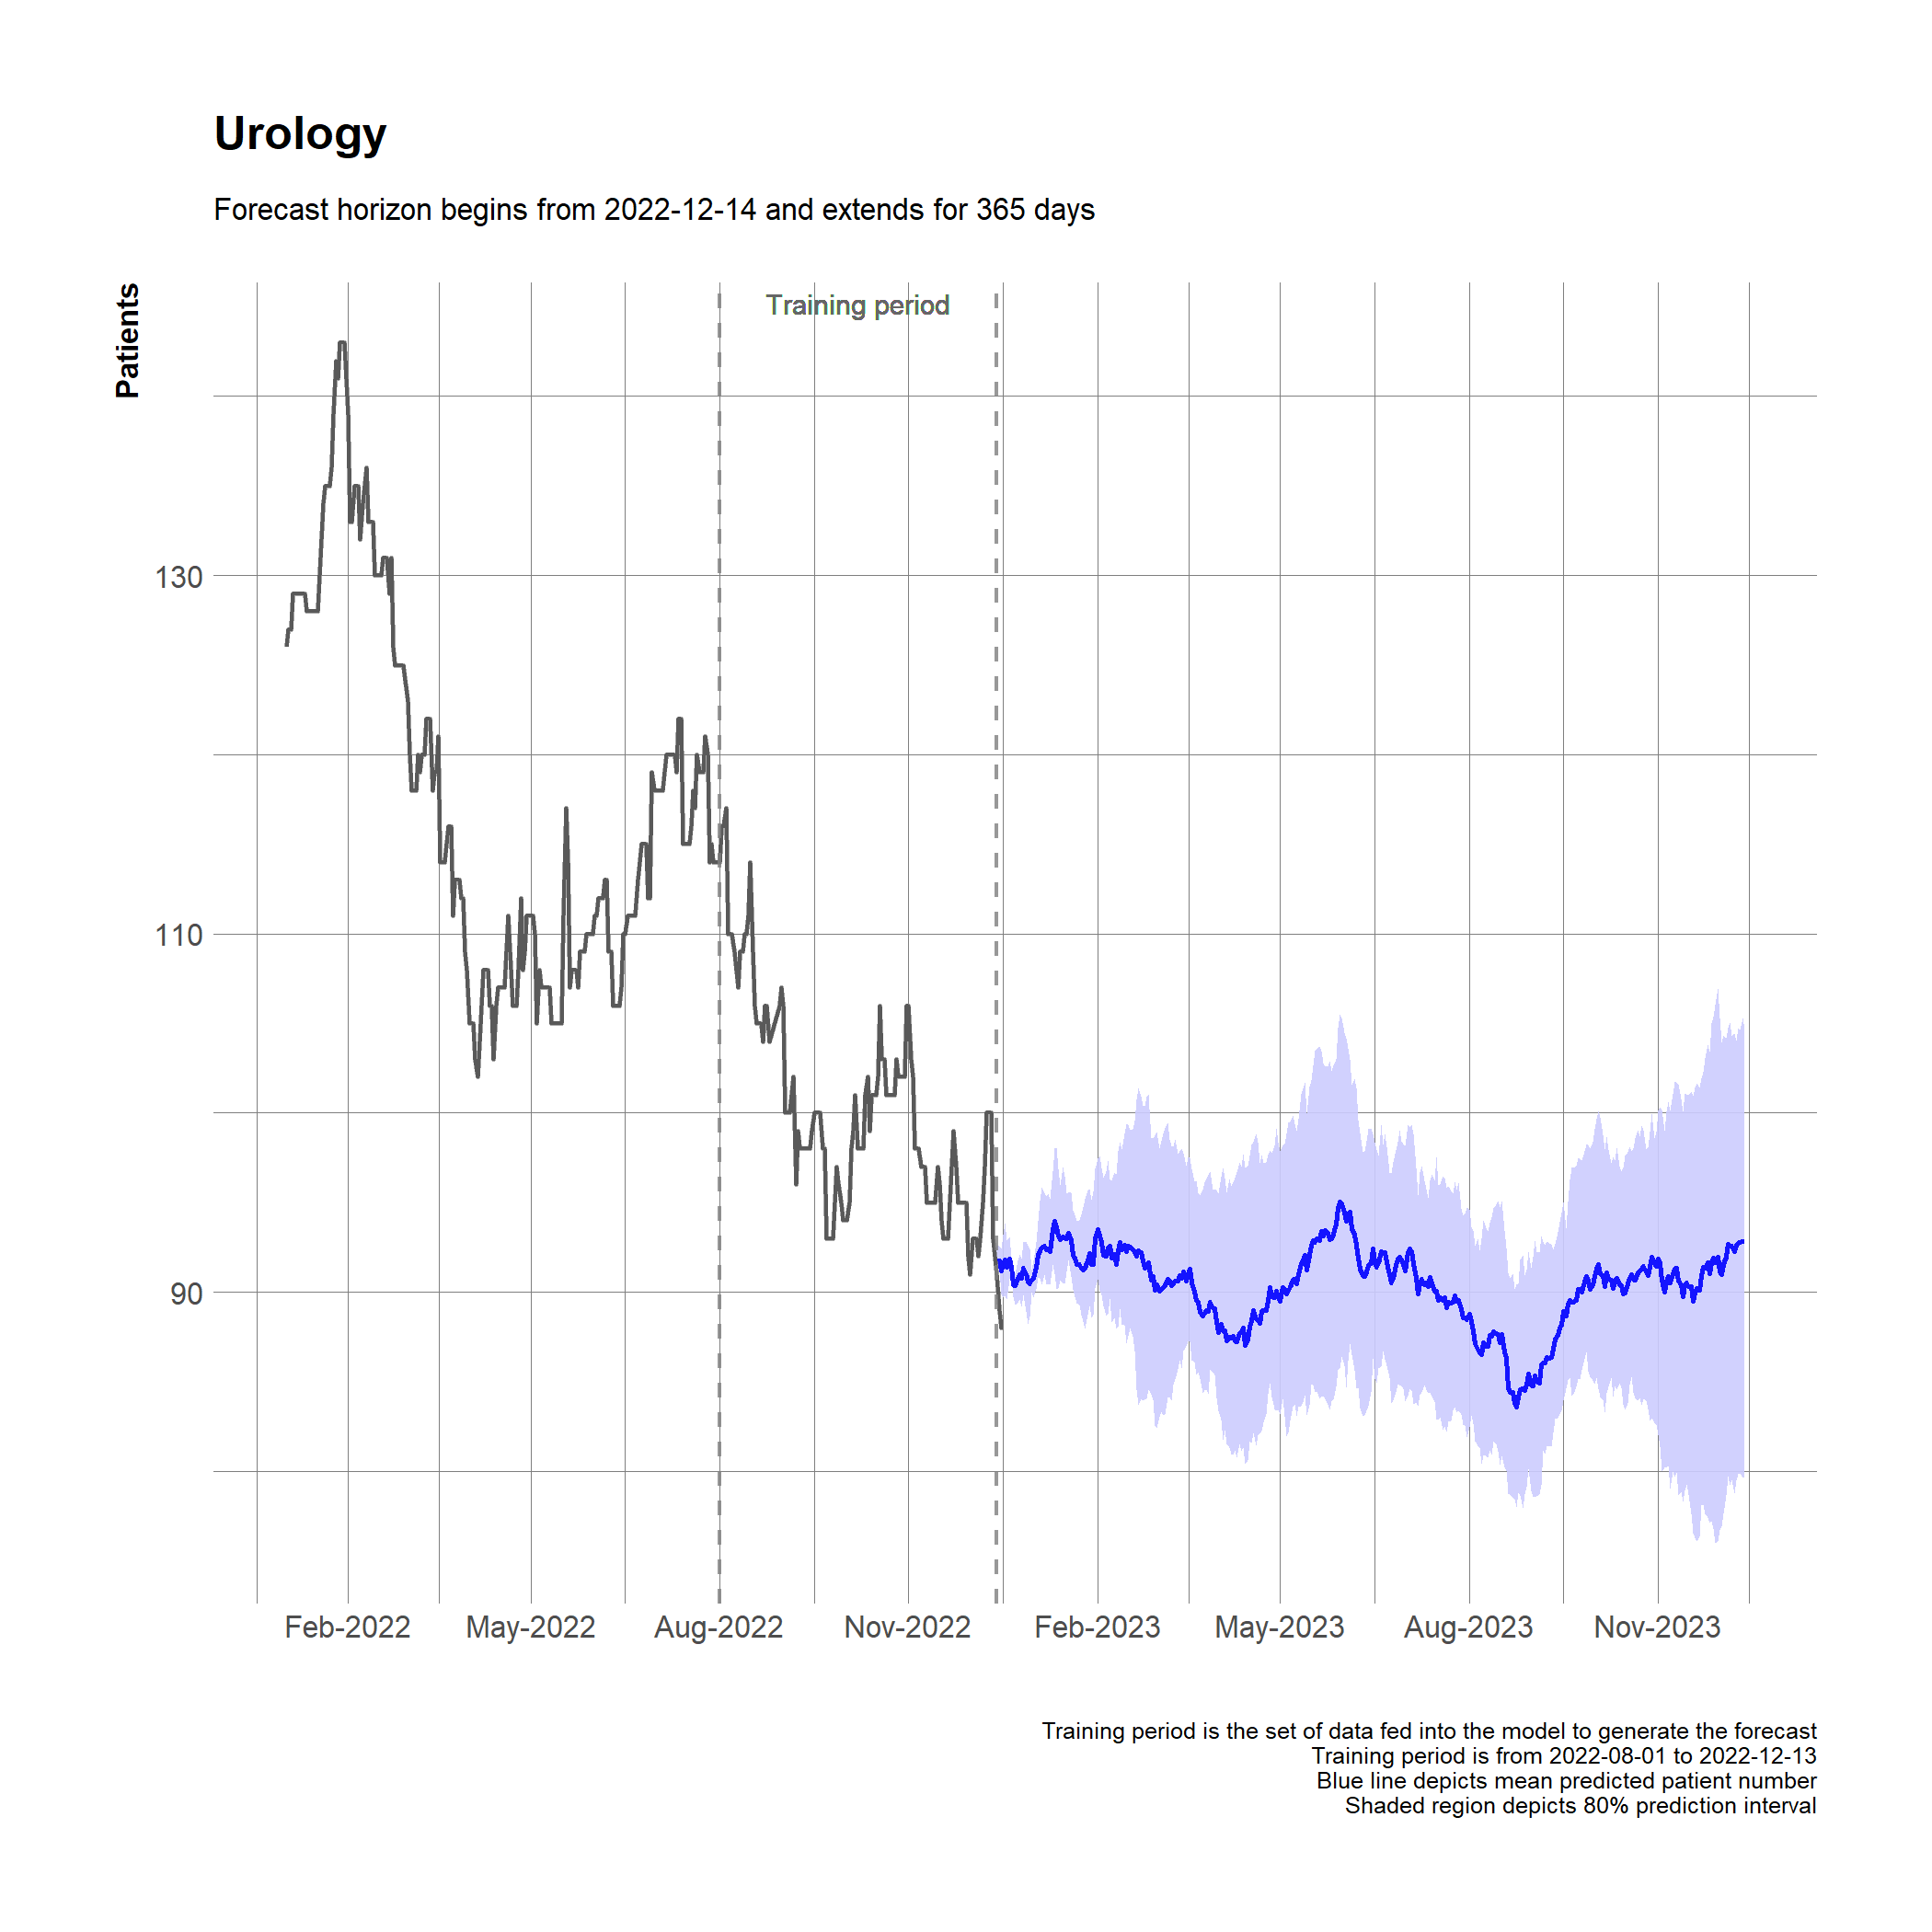 Urology
Forecast horizon begins from 2022-12-14 and extends for 365 days
Patients
Training period
130
110
90
Feb-2022 May-2022 Aug-2022 Nov-2022 Feb-2023 May-2023 Aug-2023 Nov-2023
Training period is the set of data fed into the model to generate the forecast
Training period is from 2022-08-01 to 2022-12-13
Blue line depicts mean predicted patient number
Shaded region depicts 80% prediction interval